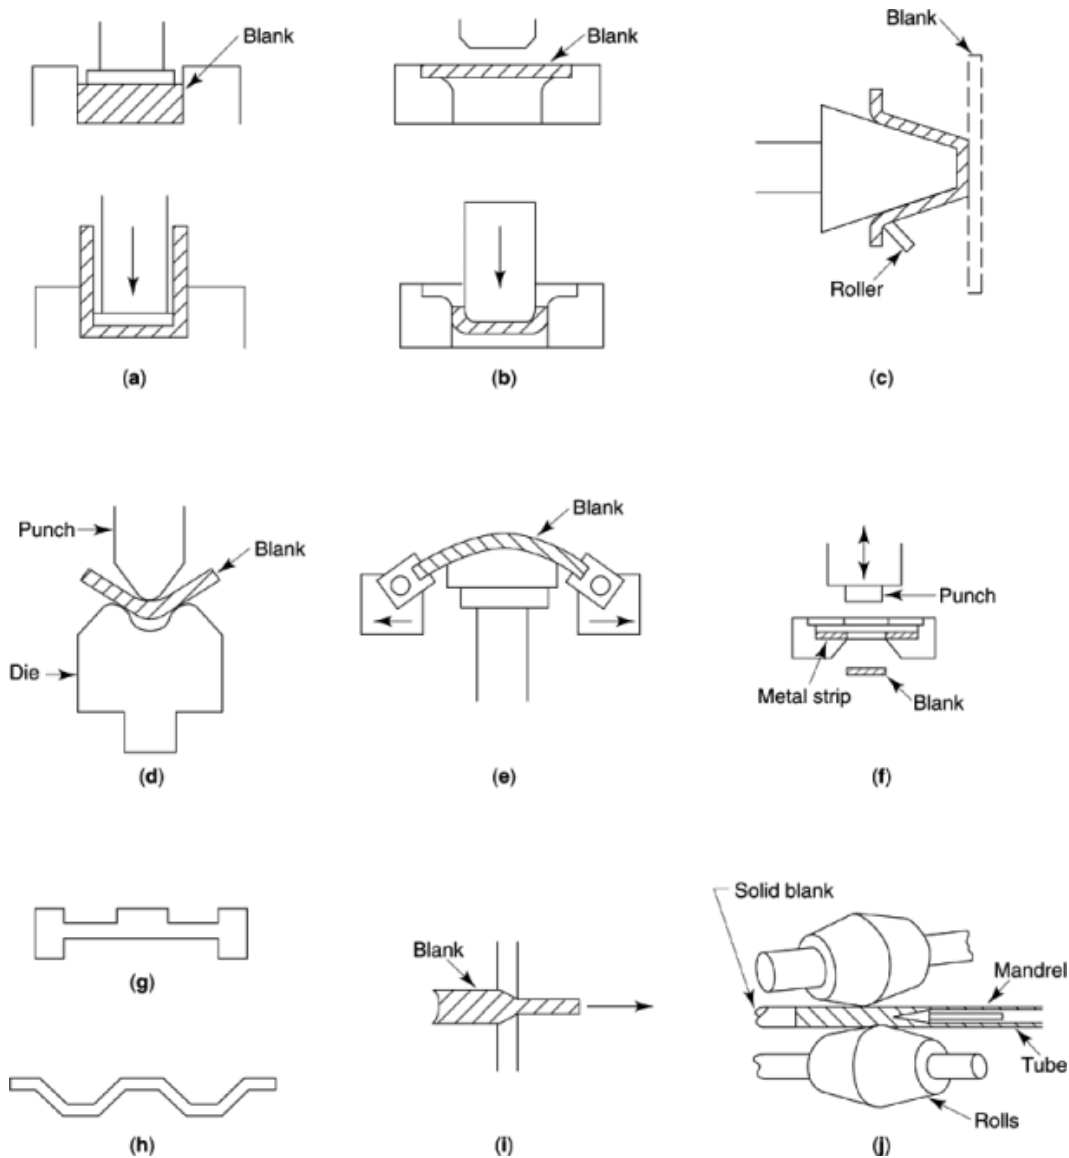 Blank
Blank
Blank
Roller
(a)
(b)
(c)
Punch
Blank
Die
Blank
Punch
Metal strip
Blank
(d)
(e)
(f)
Solid blank
Blank
Mandrel
Tube
Rolls
(g)
(h)
(i)
(j)